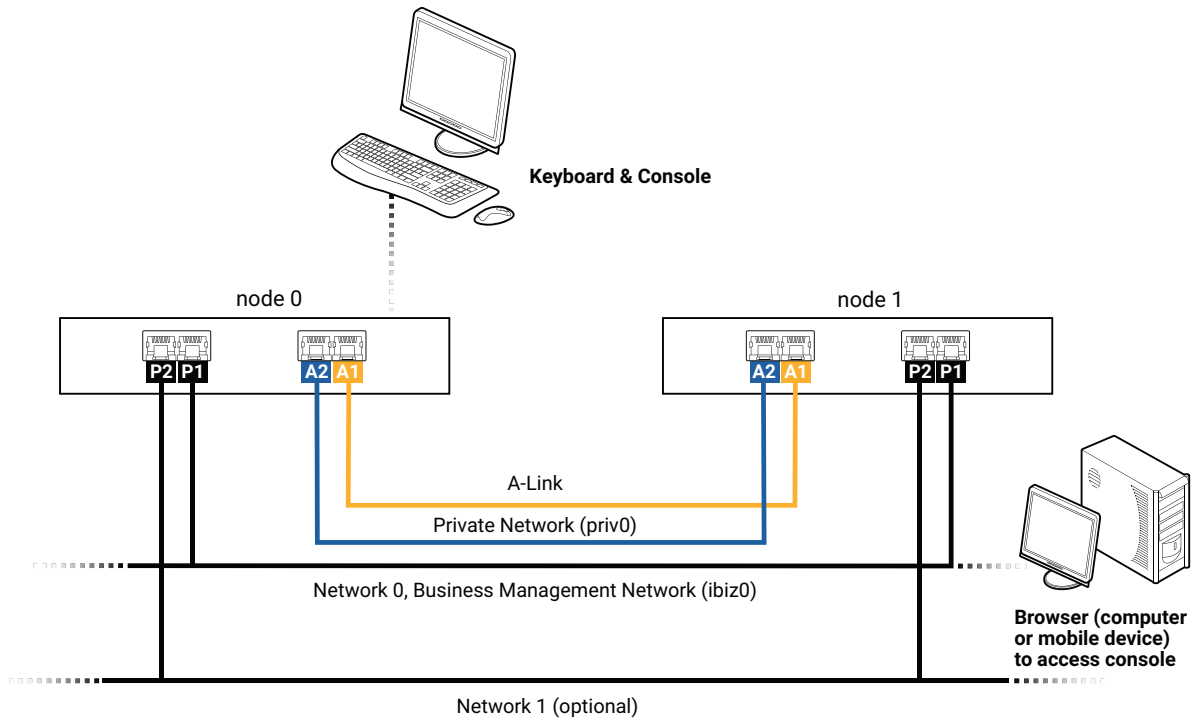 Keyboard & Console
node 0
node 1
P2 P1 A2 A1
A2 A1 P2 P1
A-Link
Private Network (priv0)
Network 0, Business Management Network (ibiz0)
Browser (computer
or mobile device)
to access console
Network 1 (optional)